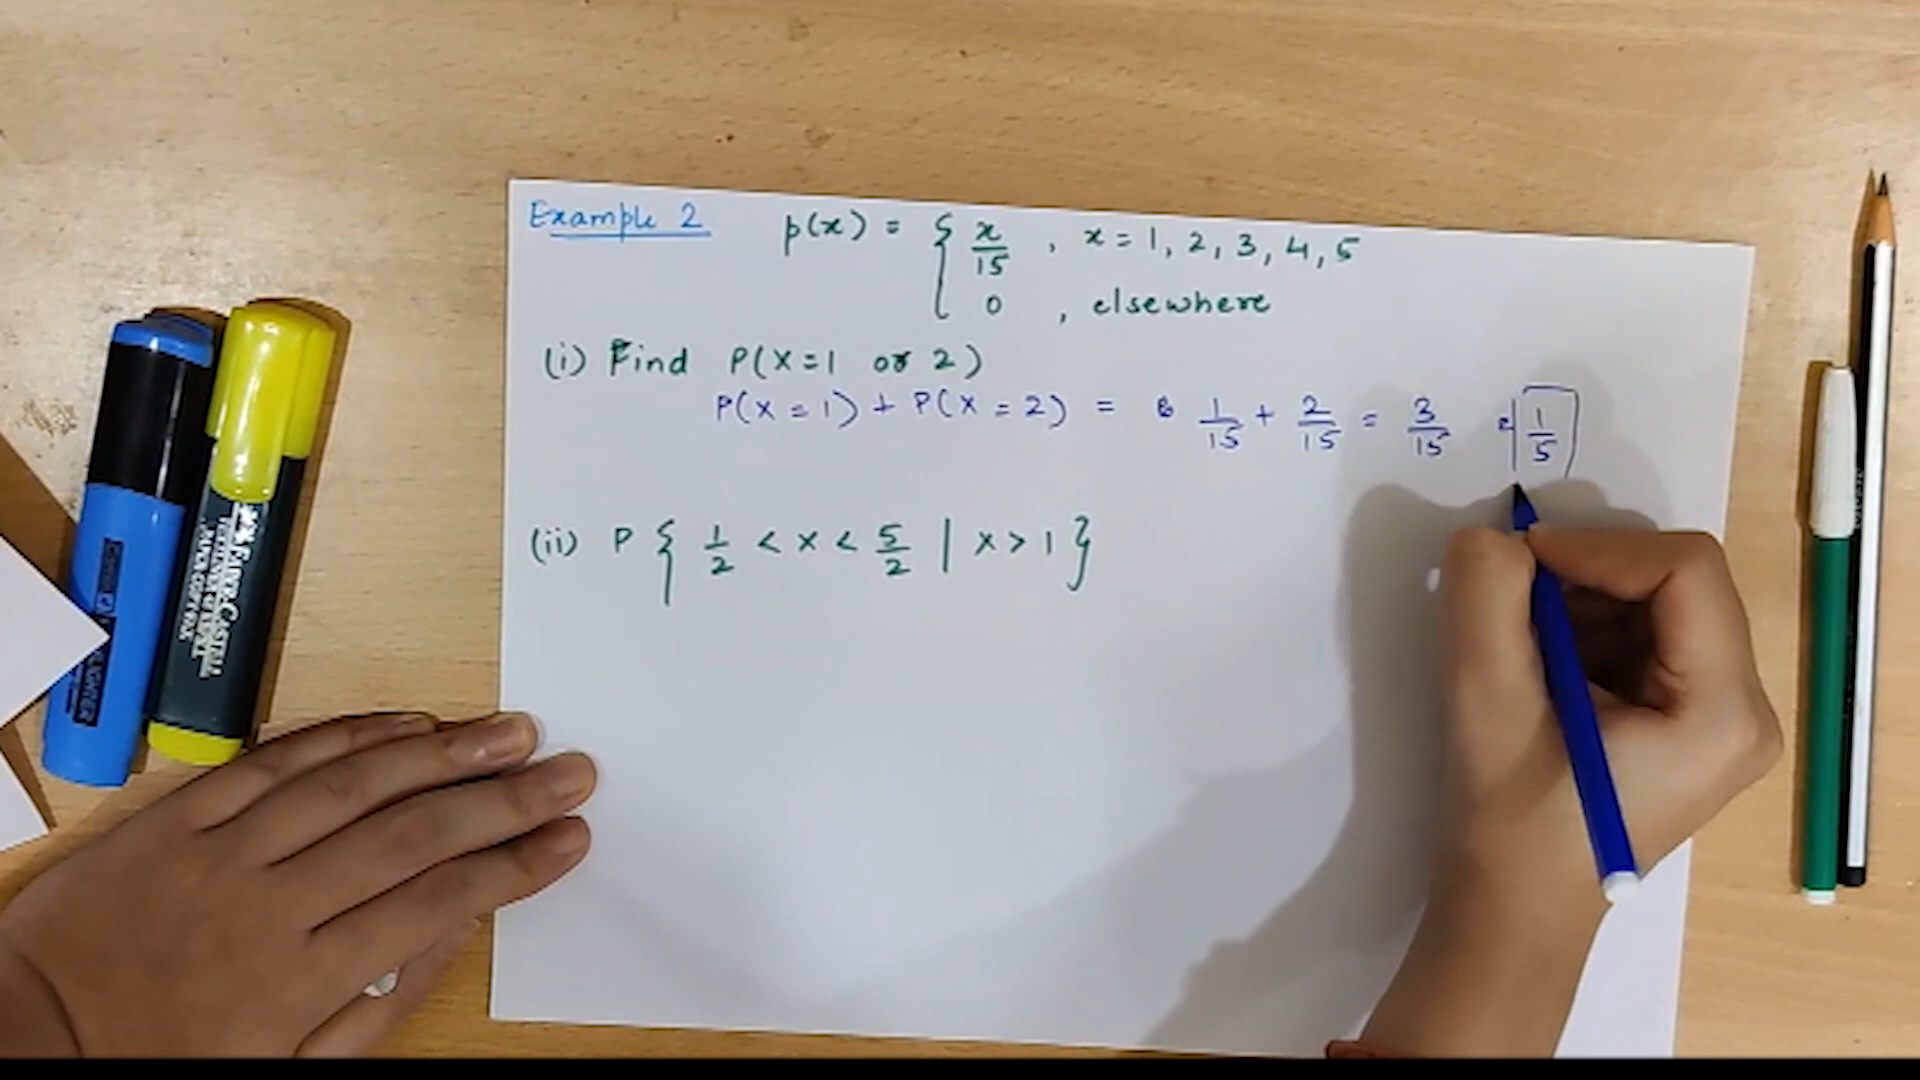 Example 2 p(x) = { x/15 , x = 1, 2, 3, 4, 5
0 , elsewhere
(i) Find P(X=1 or 2)
P(X = 1) + P(X = 2) = 1/15 + 2/15 = 3/15 = 1/5
(ii) P { 1/2 < x < 5/2 | x > 1 }
FABER-CASTELL